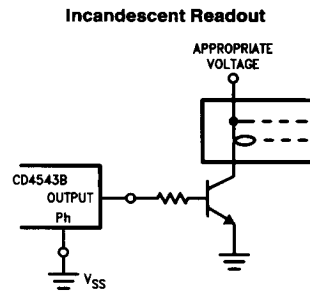 Incandescent Readout
APPROPRIATE
VOLTAGE
CD4543B
OUTPUT
Ph
VSS